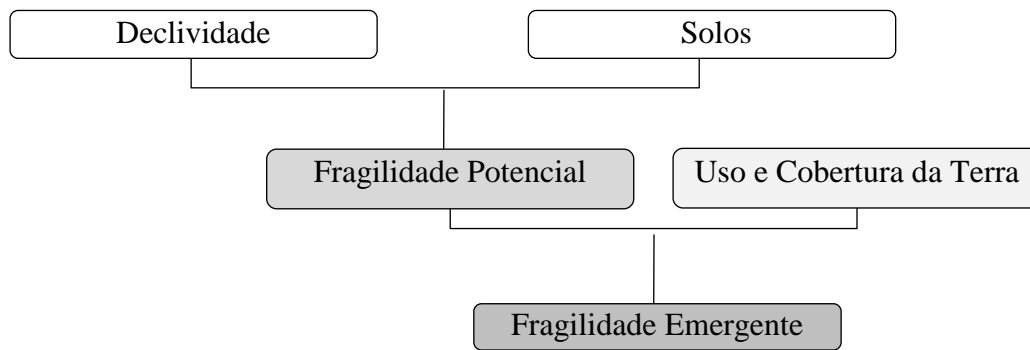 Declividade
Solos
Fragilidade Potencial
Uso e Cobertura da Terra
Fragilidade Emergente